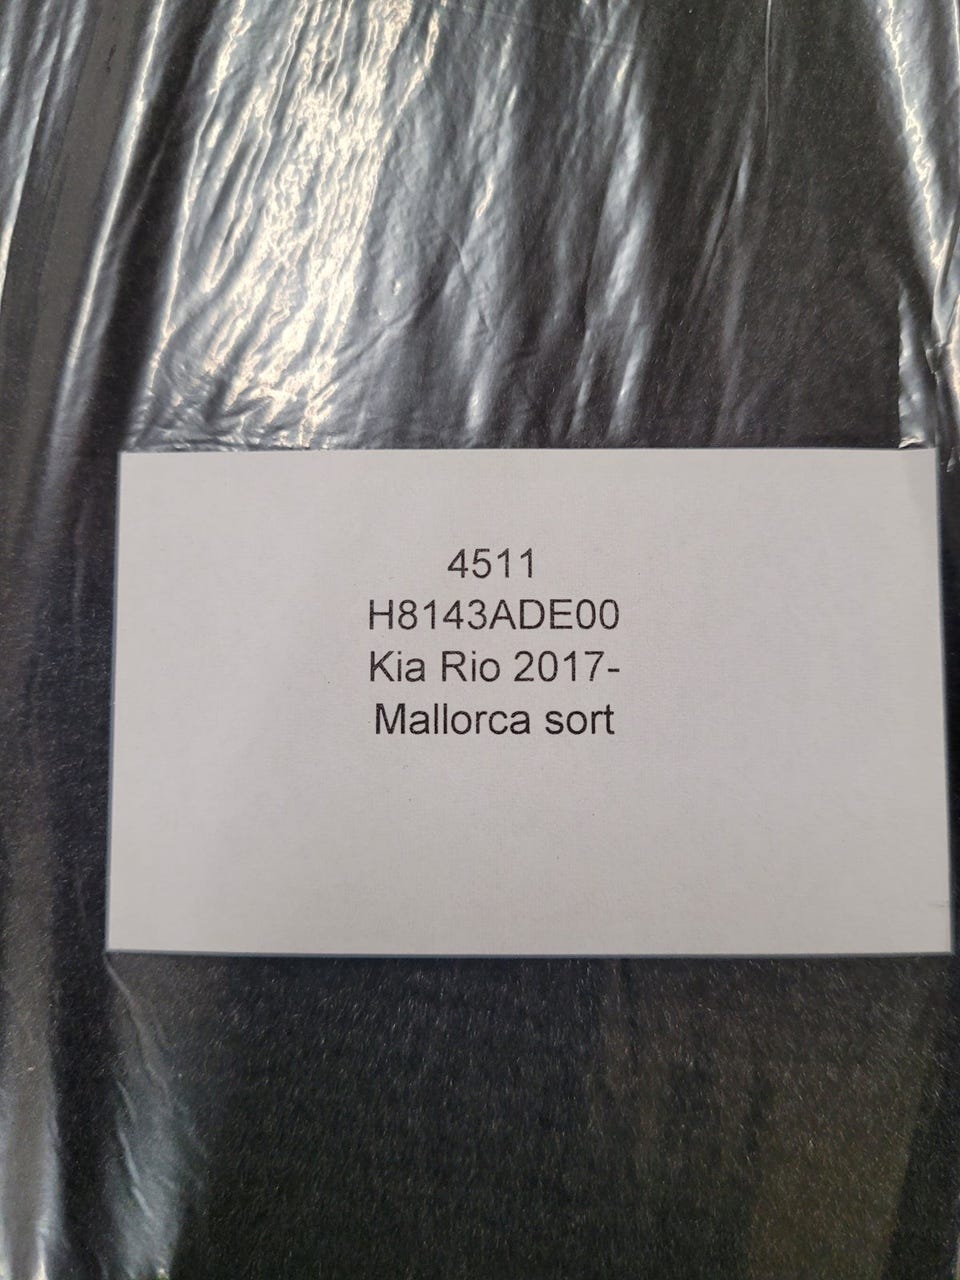 4511
H8143ADE00
Kia Rio 2017-
Mallorca sort